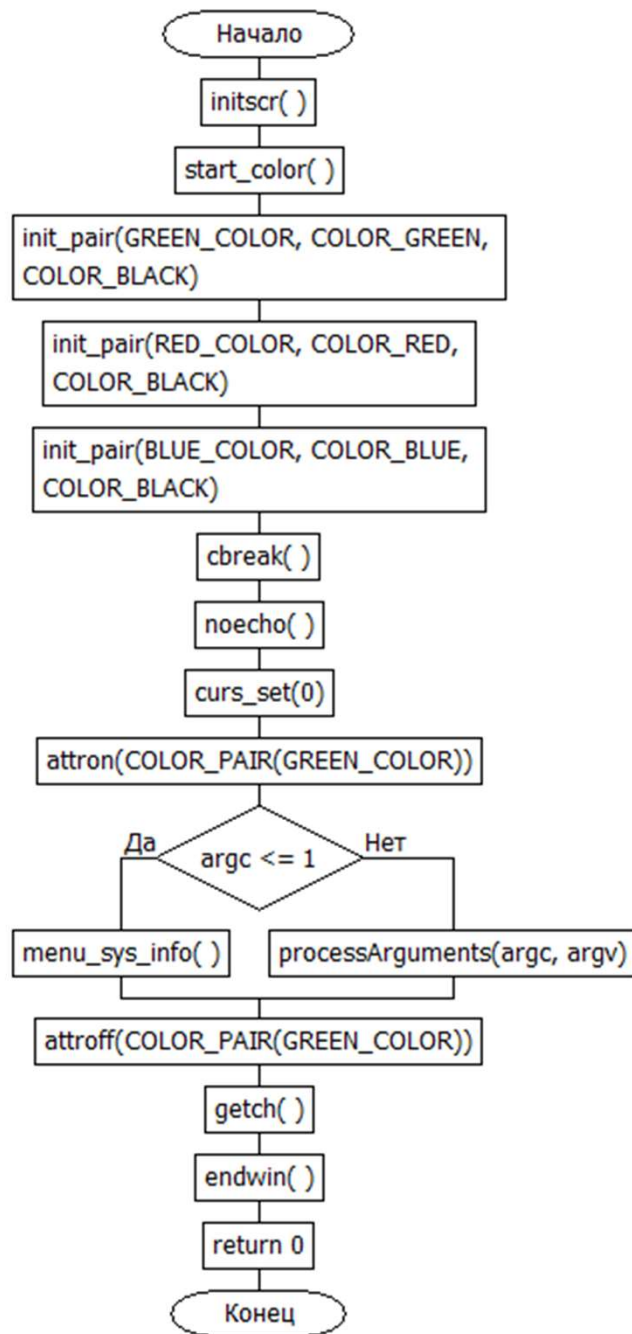 Начало
initscr( )
start_color( )
init_pair(GREEN_COLOR, COLOR_GREEN,
COLOR_BLACK)
init_pair(RED_COLOR, COLOR_RED,
COLOR_BLACK)
init_pair(BLUE_COLOR, COLOR_BLUE,
COLOR_BLACK)
cbreak( )
noecho( )
curs_set(0)
attron(COLOR_PAIR(GREEN_COLOR))
Да
argc <= 1
Нет
menu_sys_info( )
processArguments(argc, argv)
attroff(COLOR_PAIR(GREEN_COLOR))
getch( )
endwin( )
return 0
Конец